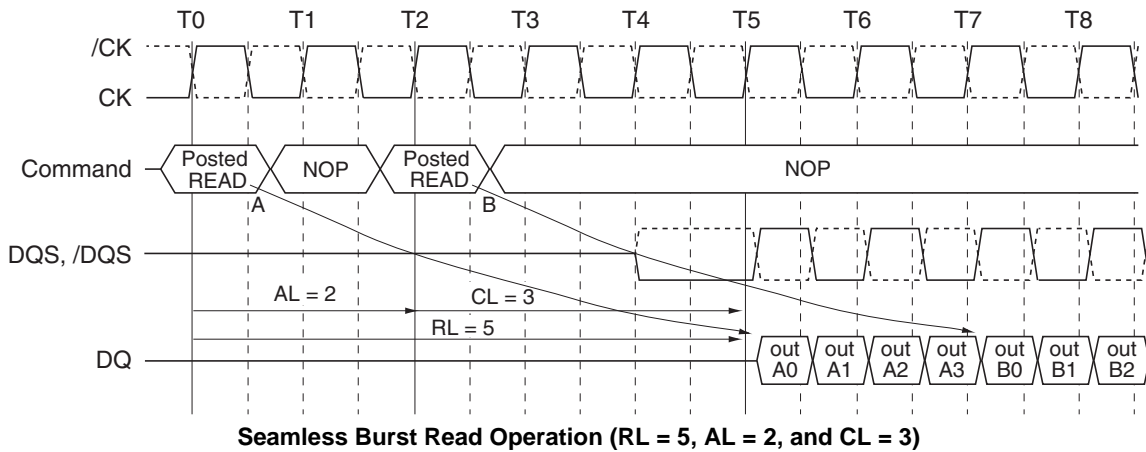 T0 T1 T2 T3 T4 T5 T6 T7 T8
/CK
CK
Command
Posted
READ
NOP
Posted
READ
NOP
A
B
DQS, /DQS
AL = 2
CL = 3
RL = 5
DQ
out
A0
out
A1
out
A2
out
A3
out
B0
out
B1
out
B2
Seamless Burst Read Operation (RL = 5, AL = 2, and CL = 3)